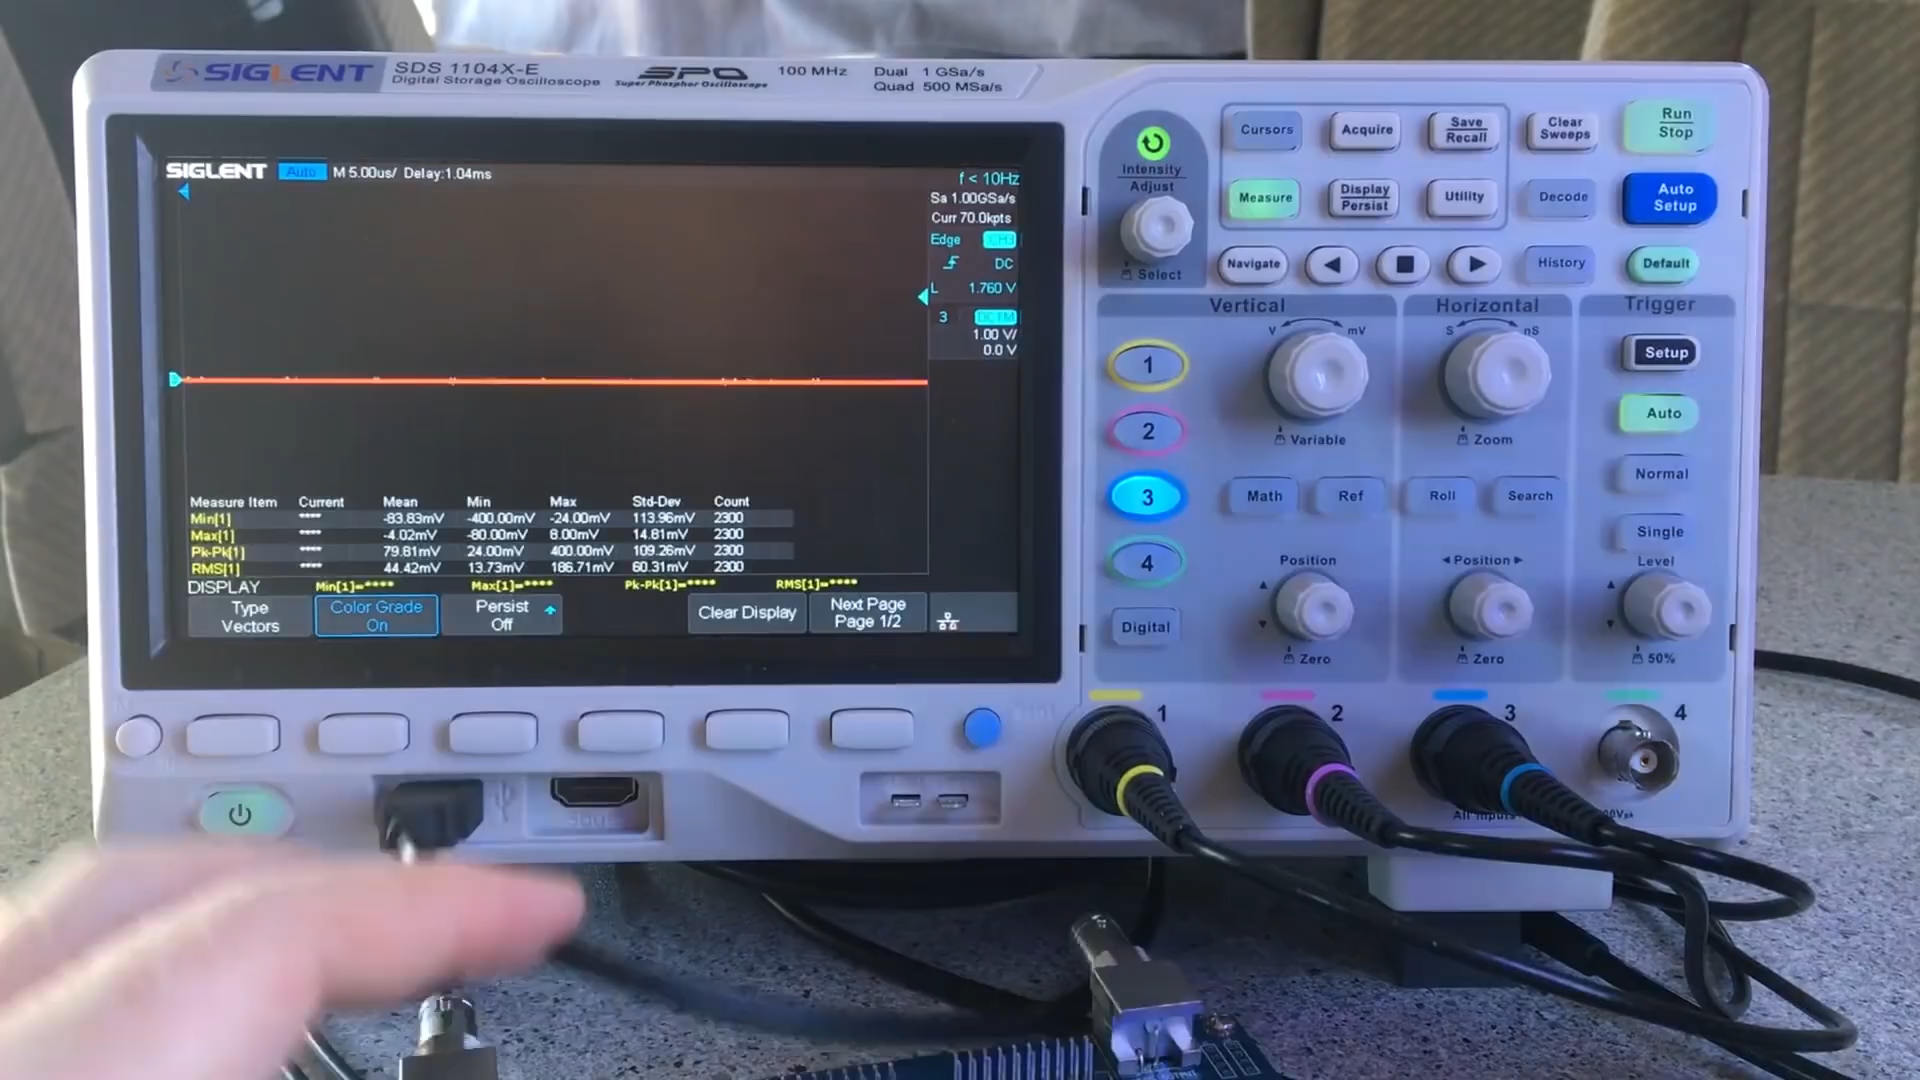 SIGLENT
SDS 1104X-E
Digital Storage Oscilloscope
SPO
Super Phosphor Oscilloscope
100 MHz
Dual 1 GSa/s
Quad 500 MSa/s
SIGLENT Auto M 5.00us/ Delay:1.04ms
f < 10Hz
Sa 1.00GSa/s
Curr 70.0kpts
Edge CH3
DC
L 1.760 V
3 DC1M
1.00 V/
0.0 V
Measure Item Current Mean Min Max Std-Dev Count
Min[1] **** -83.83mV -400.00mV -24.00mV 113.96mV 2300
Max[1] **** -4.02mV -80.00mV 8.00mV 14.81mV 2300
Pk-Pk[1] **** 79.81mV 24.00mV 400.00mV 109.26mV 2300
RMS[1] **** 44.42mV 13.73mV 186.71mV 60.31mV 2300
DISPLAY Min[1]=**** Max[1]=**** Pk-Pk[1]=**** RMS[1]=****
Type
Vectors
Color Grade
On
Persist
Off
Clear Display
Next Page
Page 1/2
Intensity
Adjust
Select
Cursors
Acquire
Save
Recall
Clear
Sweeps
Run
Stop
Measure
Display
Persist
Utility
Decode
Auto
Setup
Navigate
History
Default
Vertical
Horizontal
Trigger
V mV
S nS
1
2
3
4
Digital
Variable
Zoom
Setup
Auto
Normal
Single
Math
Ref
Roll
Search
Position
Position
Level
Zero
Zero
50%
1
2
3
4
All Inputs